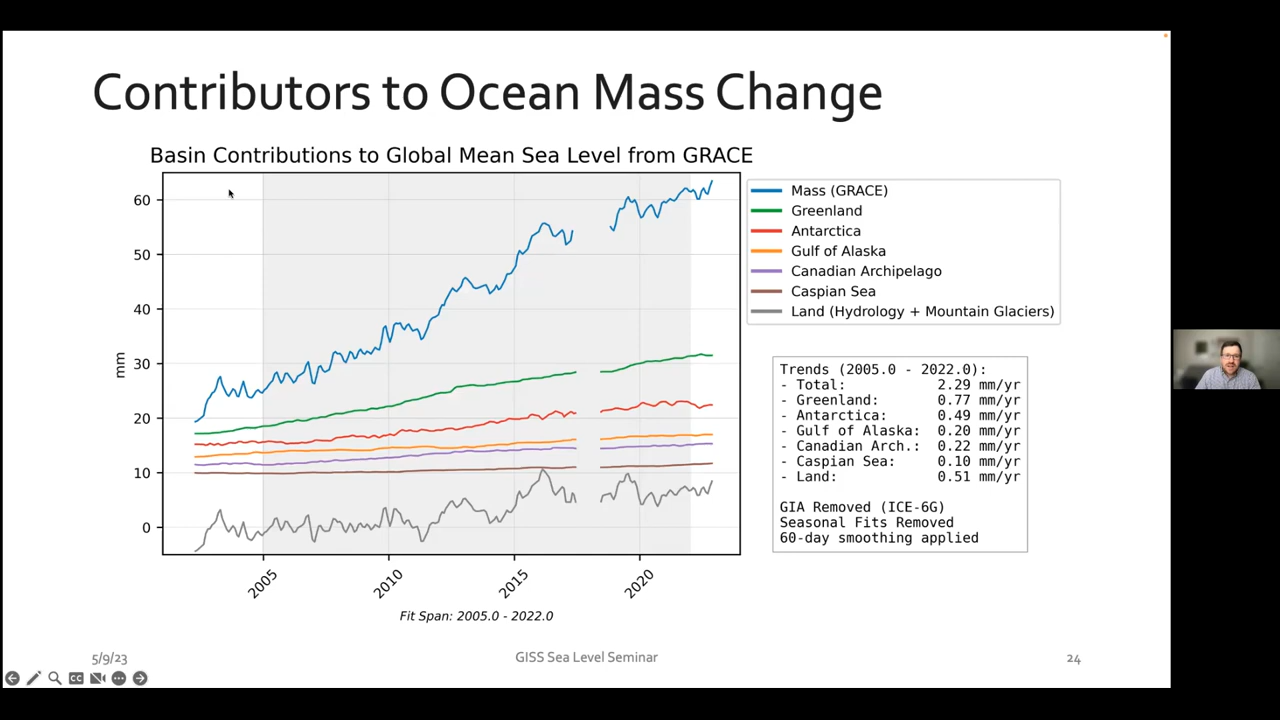 Contributors to Ocean Mass Change
Basin Contributions to Global Mean Sea Level from GRACE
60
50
40
30
20
10
0
mm
2005
2010
2015
2020
Fit Span: 2005.0 - 2022.0
Mass (GRACE)
Greenland
Antarctica
Gulf of Alaska
Canadian Archipelago
Caspian Sea
Land (Hydrology + Mountain Glaciers)
Trends (2005.0 - 2022.0):
- Total: 2.29 mm/yr
- Greenland: 0.77 mm/yr
- Antarctica: 0.49 mm/yr
- Gulf of Alaska: 0.20 mm/yr
- Canadian Arch.: 0.22 mm/yr
- Caspian Sea: 0.10 mm/yr
- Land: 0.51 mm/yr
GIA Removed (ICE-6G)
Seasonal Fits Removed
60-day smoothing applied
5/9/23
GISS Sea Level Seminar
24
CC